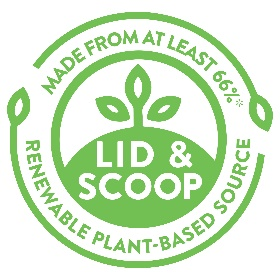 MADE FROM AT LEAST 66%
LID &
SCOOP
RENEWABLE PLANT-BASED SOURCE